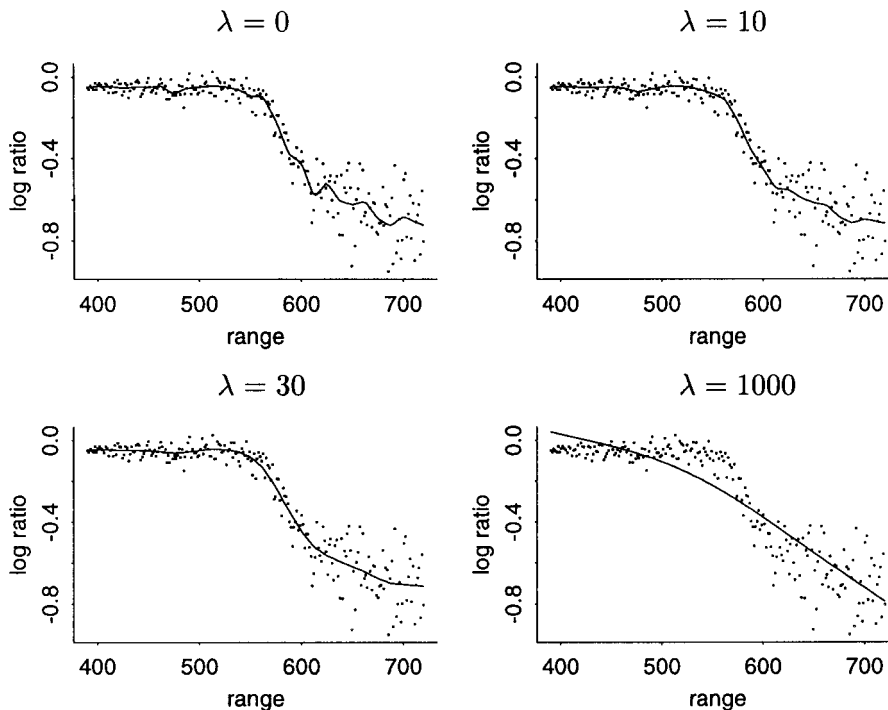 λ = 0
0.0
-0.4
-0.8
log ratio
400 500 600 700
range
λ = 10
0.0
-0.4
-0.8
log ratio
400 500 600 700
range
λ = 30
0.0
-0.4
-0.8
log ratio
400 500 600 700
range
λ = 1000
0.0
-0.4
-0.8
log ratio
400 500 600 700
range